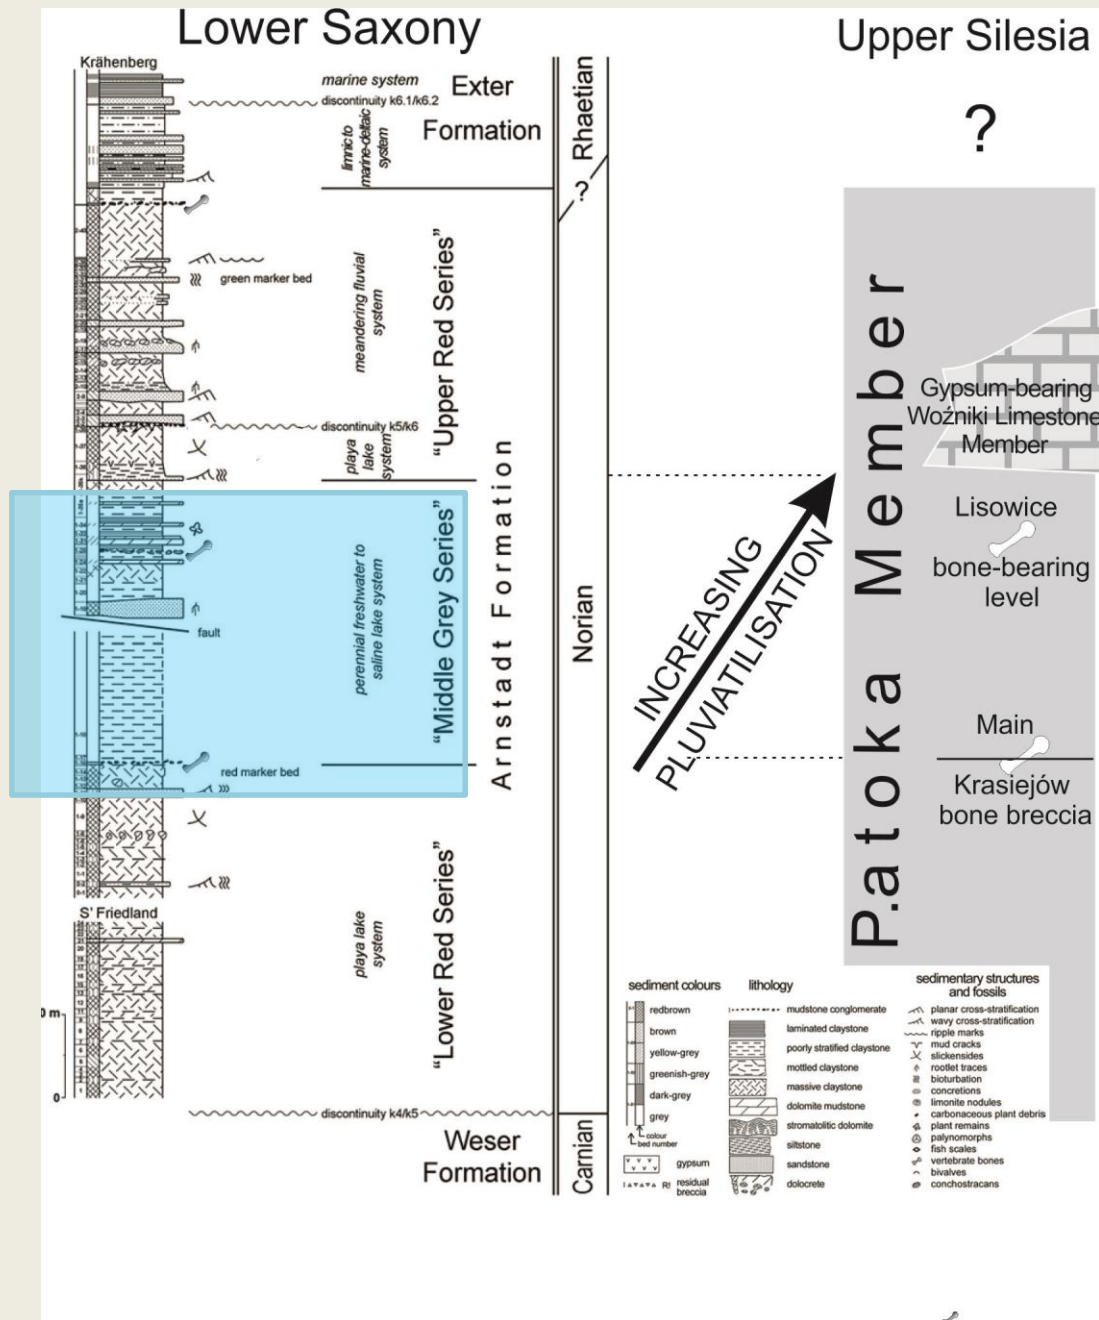 Lower Saxony
Upper Silesia
Krähenberg
marine system
discontinuity k6.1/k6.2
limnic to
marine-deltaic
system
Exter
Formation
Rhaetian
?
?
green marker bed
meandering fluvial
system
"Upper Red Series"
discontinuity k5/k6
playa
lake
system
fault
perennial freshwater to
saline lake system
"Middle Grey Series"
red marker bed
Arnstadt Formation
Norian
S' Friedland
playa lake
system
"Lower Red Series"
0 m
0
discontinuity k4/k5
Weser
Formation
Carnian
INCREASING
PLUVIATILISATION
P.atoka Member
Gypsum-bearing
Woźniki Limestone
Member
Lisowice
bone-bearing
level
Main
Krasiejów
bone breccia
sediment colours
redbrown
brown
yellow-grey
greenish-grey
dark-grey
grey
colour
bed number
gypsum
R!
residual
breccia
lithology
mudstone conglomerate
laminated claystone
poorly stratified claystone
mottled claystone
massive claystone
dolomite mudstone
stromatolitic dolomite
siltstone
sandstone
dolocrete
sedimentary structures
and fossils
planar cross-stratification
wavy cross-stratification
ripple marks
mud cracks
slickensides
rootlet traces
bioturbation
concretions
limonite nodules
carbonaceous plant debris
plant remains
palynomorphs
fish scales
vertebrate bones
bivalves
conchostracans